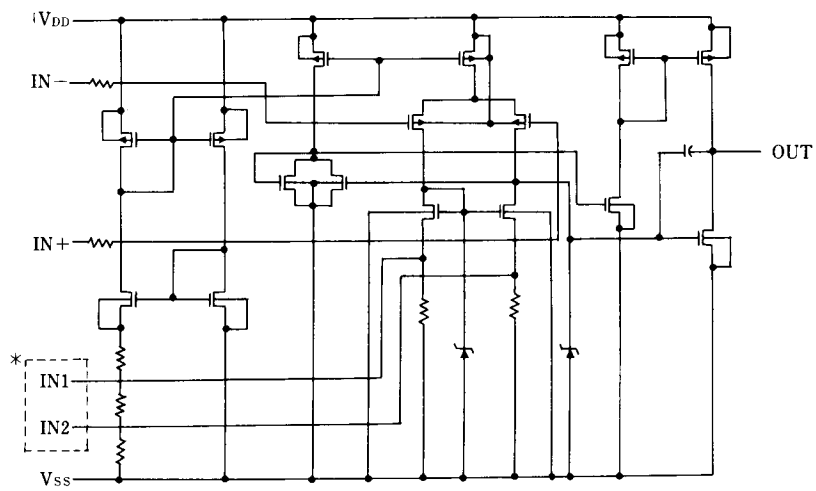 VDD
IN−
OUT
IN+
*
IN1
IN2
VSS